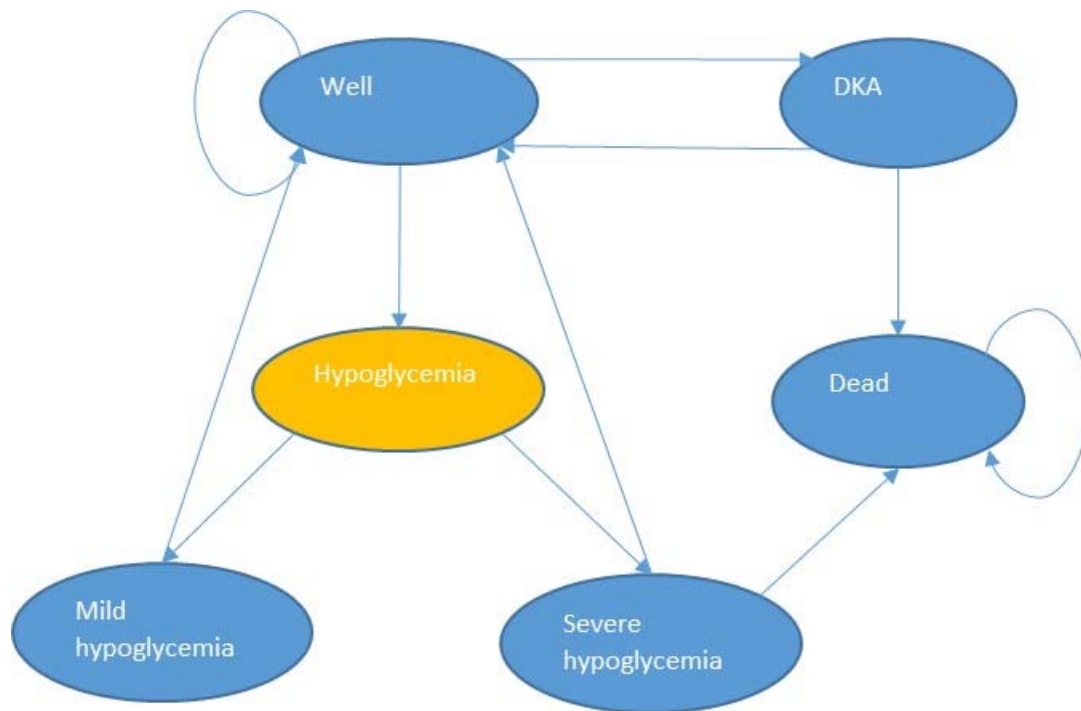 Well
DKA
Hypoglycemia
Dead
Mild
hypoglycemia
Severe
hypoglycemia